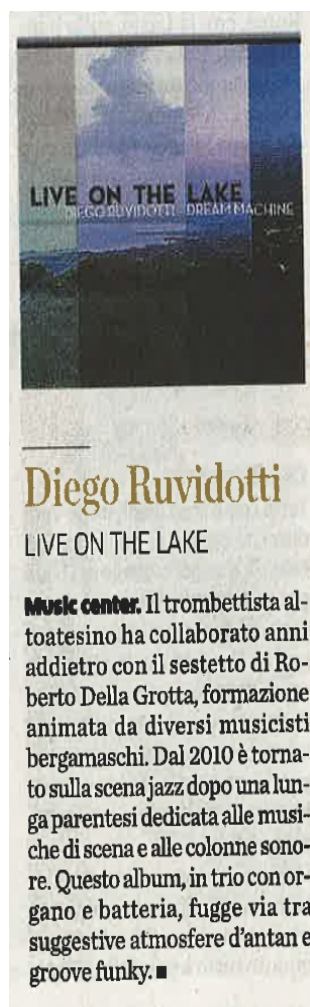 LIVE ON THE LAKE
DIEGO RUVIDOTTI DREAM MACHINE
Diego Ruvidotti
LIVE ON THE LAKE
Music center. Il trombettista al-
toatesino ha collaborato anni
addietro con il sestetto di Ro-
berto Della Grotta, formazione
animata da diversi musicisti
bergamaschi. Dal 2010 è torna-
to sulla scena jazz dopo una lun-
ga parentesi dedicata alle musi-
che di scena e alle colonne sono-
re. Questo album, in trio con or-
gano e batteria, fugge via tra
suggestive atmosfere d'antan e
groove funky. ■